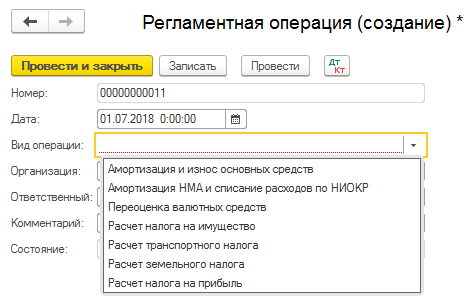 Регламентная операция (создание) *
Провести и закрыть Записать Провести Дт Кт
Номер: 00000000011
Дата: 01.07.2018 0:00:00
Вид операции:
Организация: Амортизация и износ основных средств
Амортизация НМА и списание расходов по НИОКР
Ответственный: Переоценка валютных средств
Комментарий: Расчет налога на имущество
Расчет транспортного налога
Состояние: Расчет земельного налога
Расчет налога на прибыль